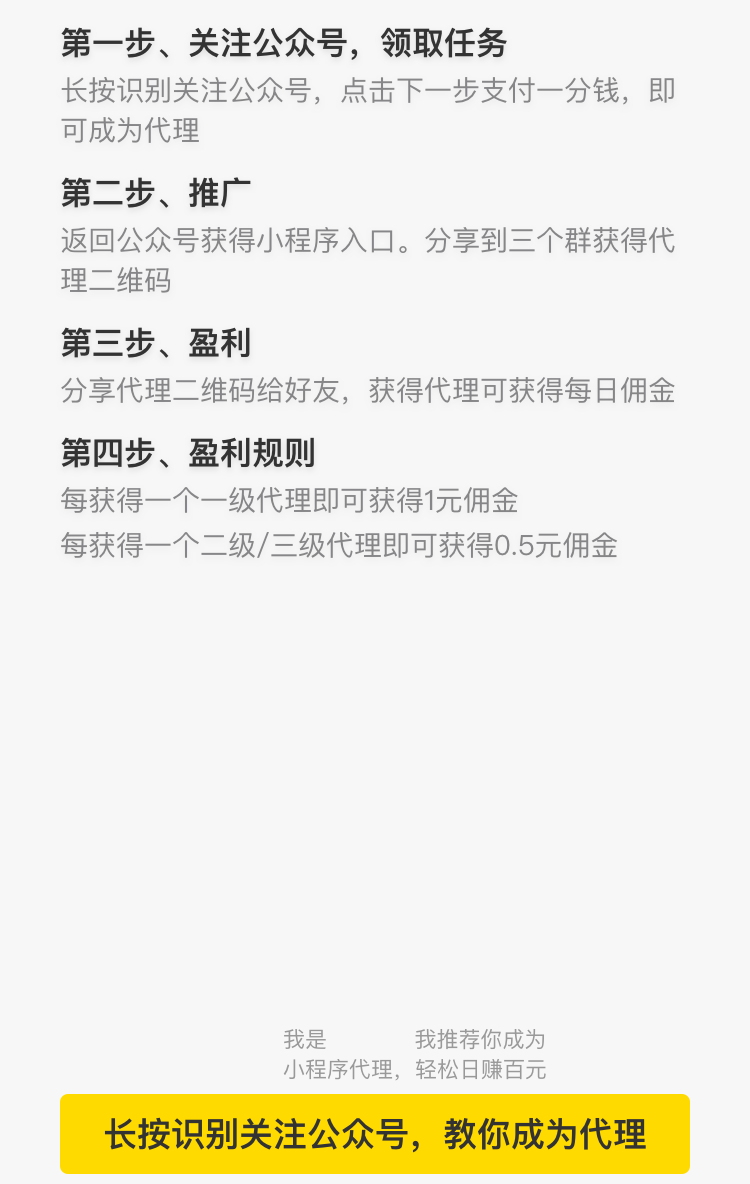 第一步、关注公众号，领取任务
长按识别关注公众号，点击下一步支付一分钱，即
可成为代理
第二步、推广
返回公众号获得小程序入口。分享到三个群获得代
理二维码
第三步、盈利
分享代理二维码给好友，获得代理可获得每日佣金
第四步、盈利规则
每获得一个一级代理即可获得1元佣金
每获得一个二级/三级代理即可获得0.5元佣金
我是 我推荐你成为
小程序代理，轻松日赚百元
长按识别关注公众号，教你成为代理